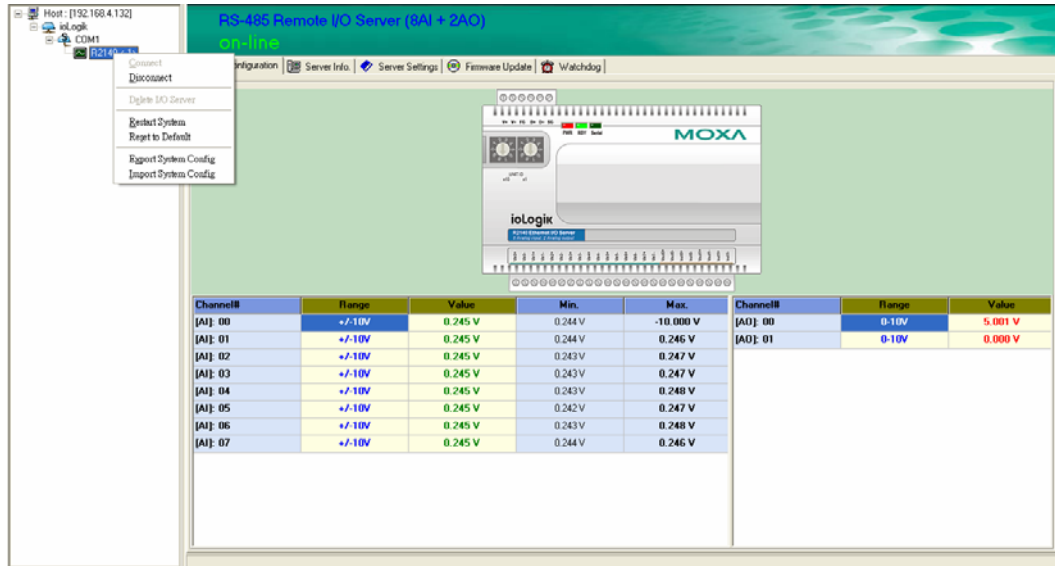 Host : [192.168.4.132]
ioLogik
COM1
Connect
Disconnect
Delete I/O Server
Restart System
Reset to Default
Export System Config
Import System Config
RS-485 Remote I/O Server (8AI + 2AO)
on-line
Server Info.
Server Settings
Firmware Update
Watchdog
MOXA
ioLogik
Channel# Range Value Min. Max.
[AI]: 00 +/-10V 0.245 V 0.244 V -10.000 V
[AI]: 01 +/-10V 0.245 V 0.244 V 0.246 V
[AI]: 02 +/-10V 0.245 V 0.243 V 0.247 V
[AI]: 03 +/-10V 0.245 V 0.243 V 0.247 V
[AI]: 04 +/-10V 0.245 V 0.243 V 0.248 V
[AI]: 05 +/-10V 0.245 V 0.242 V 0.247 V
[AI]: 06 +/-10V 0.245 V 0.243 V 0.248 V
[AI]: 07 +/-10V 0.245 V 0.244 V 0.246 V
Channel# Range Value
[AO]: 00 0-10V 5.001 V
[AO]: 01 0-10V 0.000 V